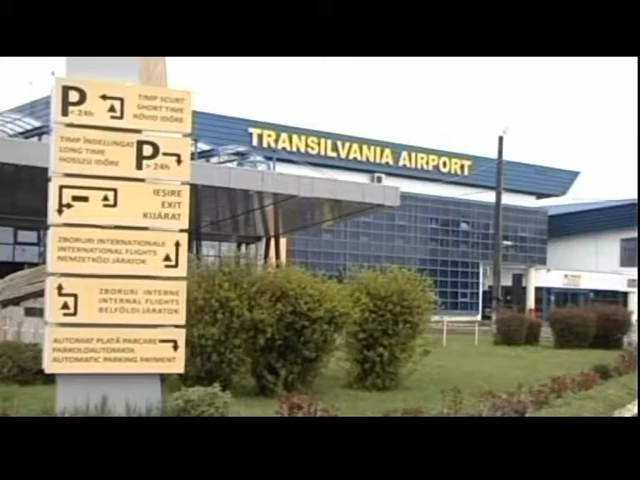 TRANSILVANIA AIRPORT
P
< 24h
TIMP SCURT
SHORT TIME
RÖVID IDŐRE
TIMP ÎNDELUNGAT
LONG TIME
HOSSZÚ IDŐRE
P
> 24h
IEŞIRE
EXIT
KIJÁRAT
ZBORURI INTERNATIONALE
INTERNATIONAL FLIGHTS
NEMZETKÖZI JÁRATOK
ZBORURI INTERNE
INTERNAL FLIGHTS
BELFÖLDI JÁRATOK
AUTOMAT PLATĂ PARCARE
PARKOLÓAUTOMATA
AUTOMATIC PARKING PAYMENT